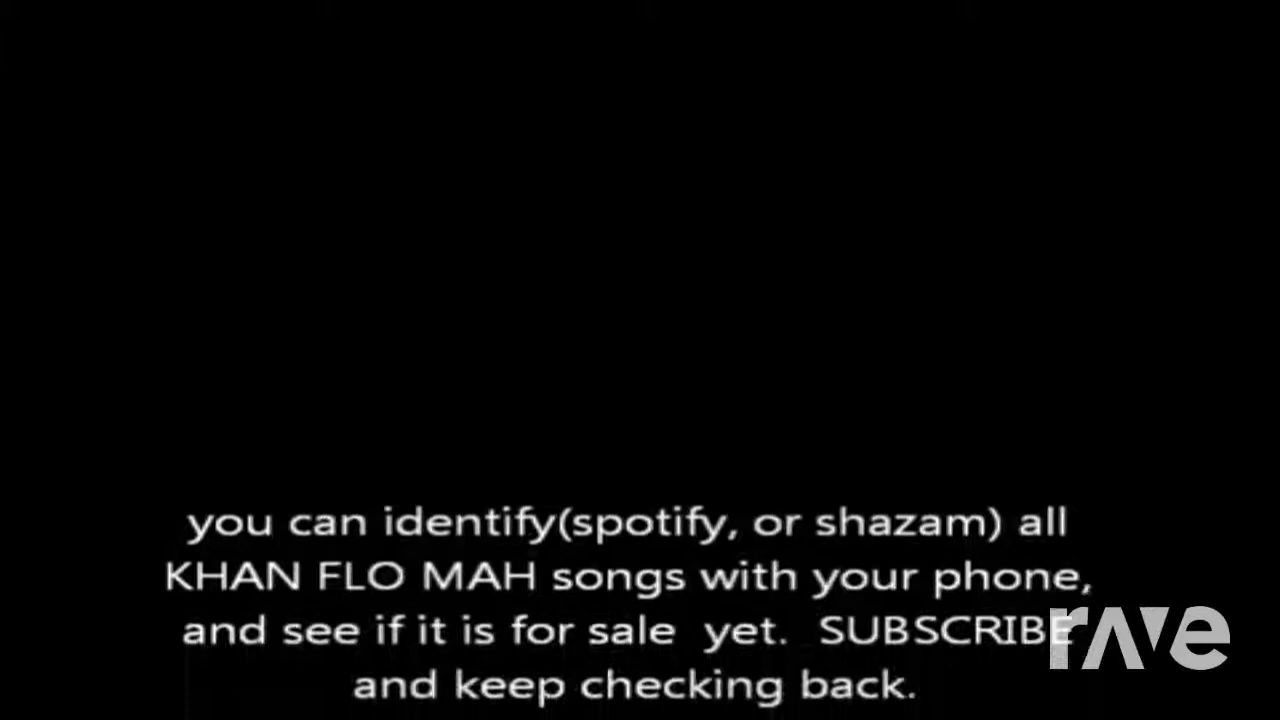 you can identify(spotify, or shazam) all
KHAN FLO MAH songs with your phone,
and see if it is for sale  yet.  SUBSCRIBE
and keep checking back.
rave